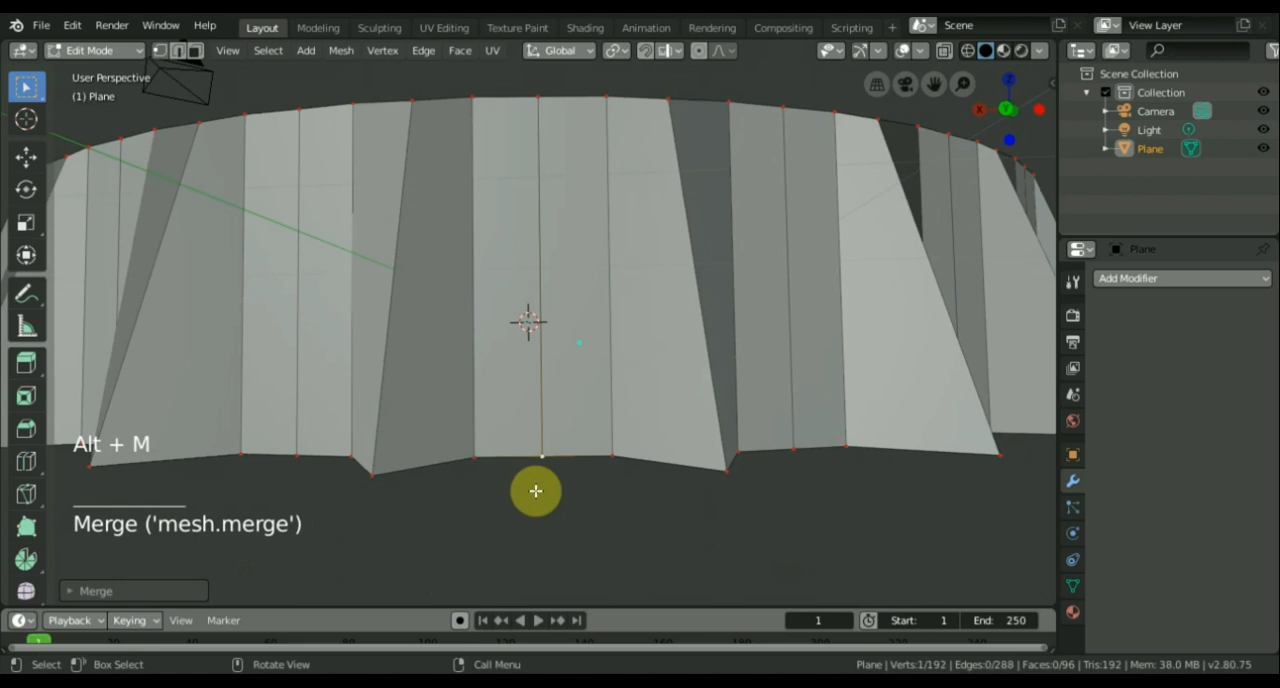 File Edit Render Window Help Layout Modeling Sculpting UV Editing Texture Paint Shading Animation Rendering Compositing Scripting + Scene View Layer
Edit Mode View Select Add Mesh Vertex Edge Face UV Global
User Perspective
(1) Plane
X Y Z
Scene Collection
Collection
Camera
Light
Plane
Plane
Add Modifier
Alt + M
Merge ('mesh.merge')
Merge
Playback Keying View Marker 1 Start: 1 End: 250
1
Select Box Select Rotate View Call Menu Plane | Verts:1/192 | Edges:0/288 | Faces:0/96 | Tris:192 | Mem: 38.0 MB | v2.80.75